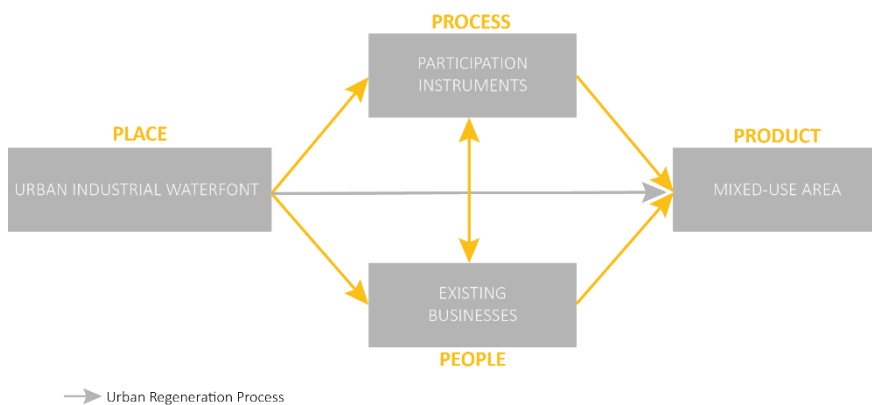 PROCESS
PARTICIPATION
INSTRUMENTS
PLACE
URBAN INDUSTRIAL WATERFONT
PRODUCT
MIXED-USE AREA
EXISTING
BUSINESSES
PEOPLE
Urban Regeneration Process